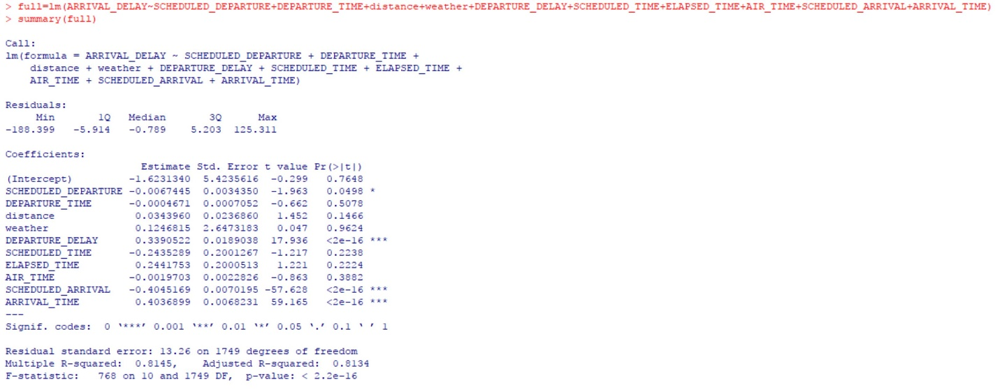 > full=lm(ARRIVAL_DELAY~SCHEDULED_DEPARTURE+DEPARTURE_TIME+distance+weather+DEPARTURE_DELAY+SCHEDULED_TIME+ELAPSED_TIME+AIR_TIME+SCHEDULED_ARRIVAL+ARRIVAL_TIME)
> summary(full)
Call:
lm(formula = ARRIVAL_DELAY ~ SCHEDULED_DEPARTURE + DEPARTURE_TIME +
    distance + weather + DEPARTURE_DELAY + SCHEDULED_TIME + ELAPSED_TIME +
    AIR_TIME + SCHEDULED_ARRIVAL + ARRIVAL_TIME)
Residuals:
     Min       1Q   Median       3Q      Max
-188.399   -5.914   -0.789    5.203  125.311
Coefficients:
                      Estimate Std. Error t value Pr(>|t|)
(Intercept)         -1.6231340  5.4235616  -0.299   0.7648
SCHEDULED_DEPARTURE -0.0067445  0.0034350  -1.963   0.0498 *
DEPARTURE_TIME      -0.0004671  0.0007052  -0.662   0.5078
distance             0.0343960  0.0236860   1.452   0.1466
weather              0.1246815  2.6473183   0.047   0.9624
DEPARTURE_DELAY      0.3390522  0.0189038  17.936   <2e-16 ***
SCHEDULED_TIME      -0.2435289  0.2001267  -1.217   0.2238
ELAPSED_TIME         0.2441753  0.2000513   1.221   0.2224
AIR_TIME            -0.0019703  0.0022826  -0.863   0.3882
SCHEDULED_ARRIVAL   -0.4045169  0.0070195 -57.628   <2e-16 ***
ARRIVAL_TIME         0.4036899  0.0068231  59.165   <2e-16 ***
---
Signif. codes:  0 ‘***’ 0.001 ‘**’ 0.01 ‘*’ 0.05 ‘.’ 0.1 ‘ ’ 1
Residual standard error: 13.26 on 1749 degrees of freedom
Multiple R-squared:  0.8145,    Adjusted R-squared:  0.8134
F-statistic:   768 on 10 and 1749 DF,  p-value: < 2.2e-16